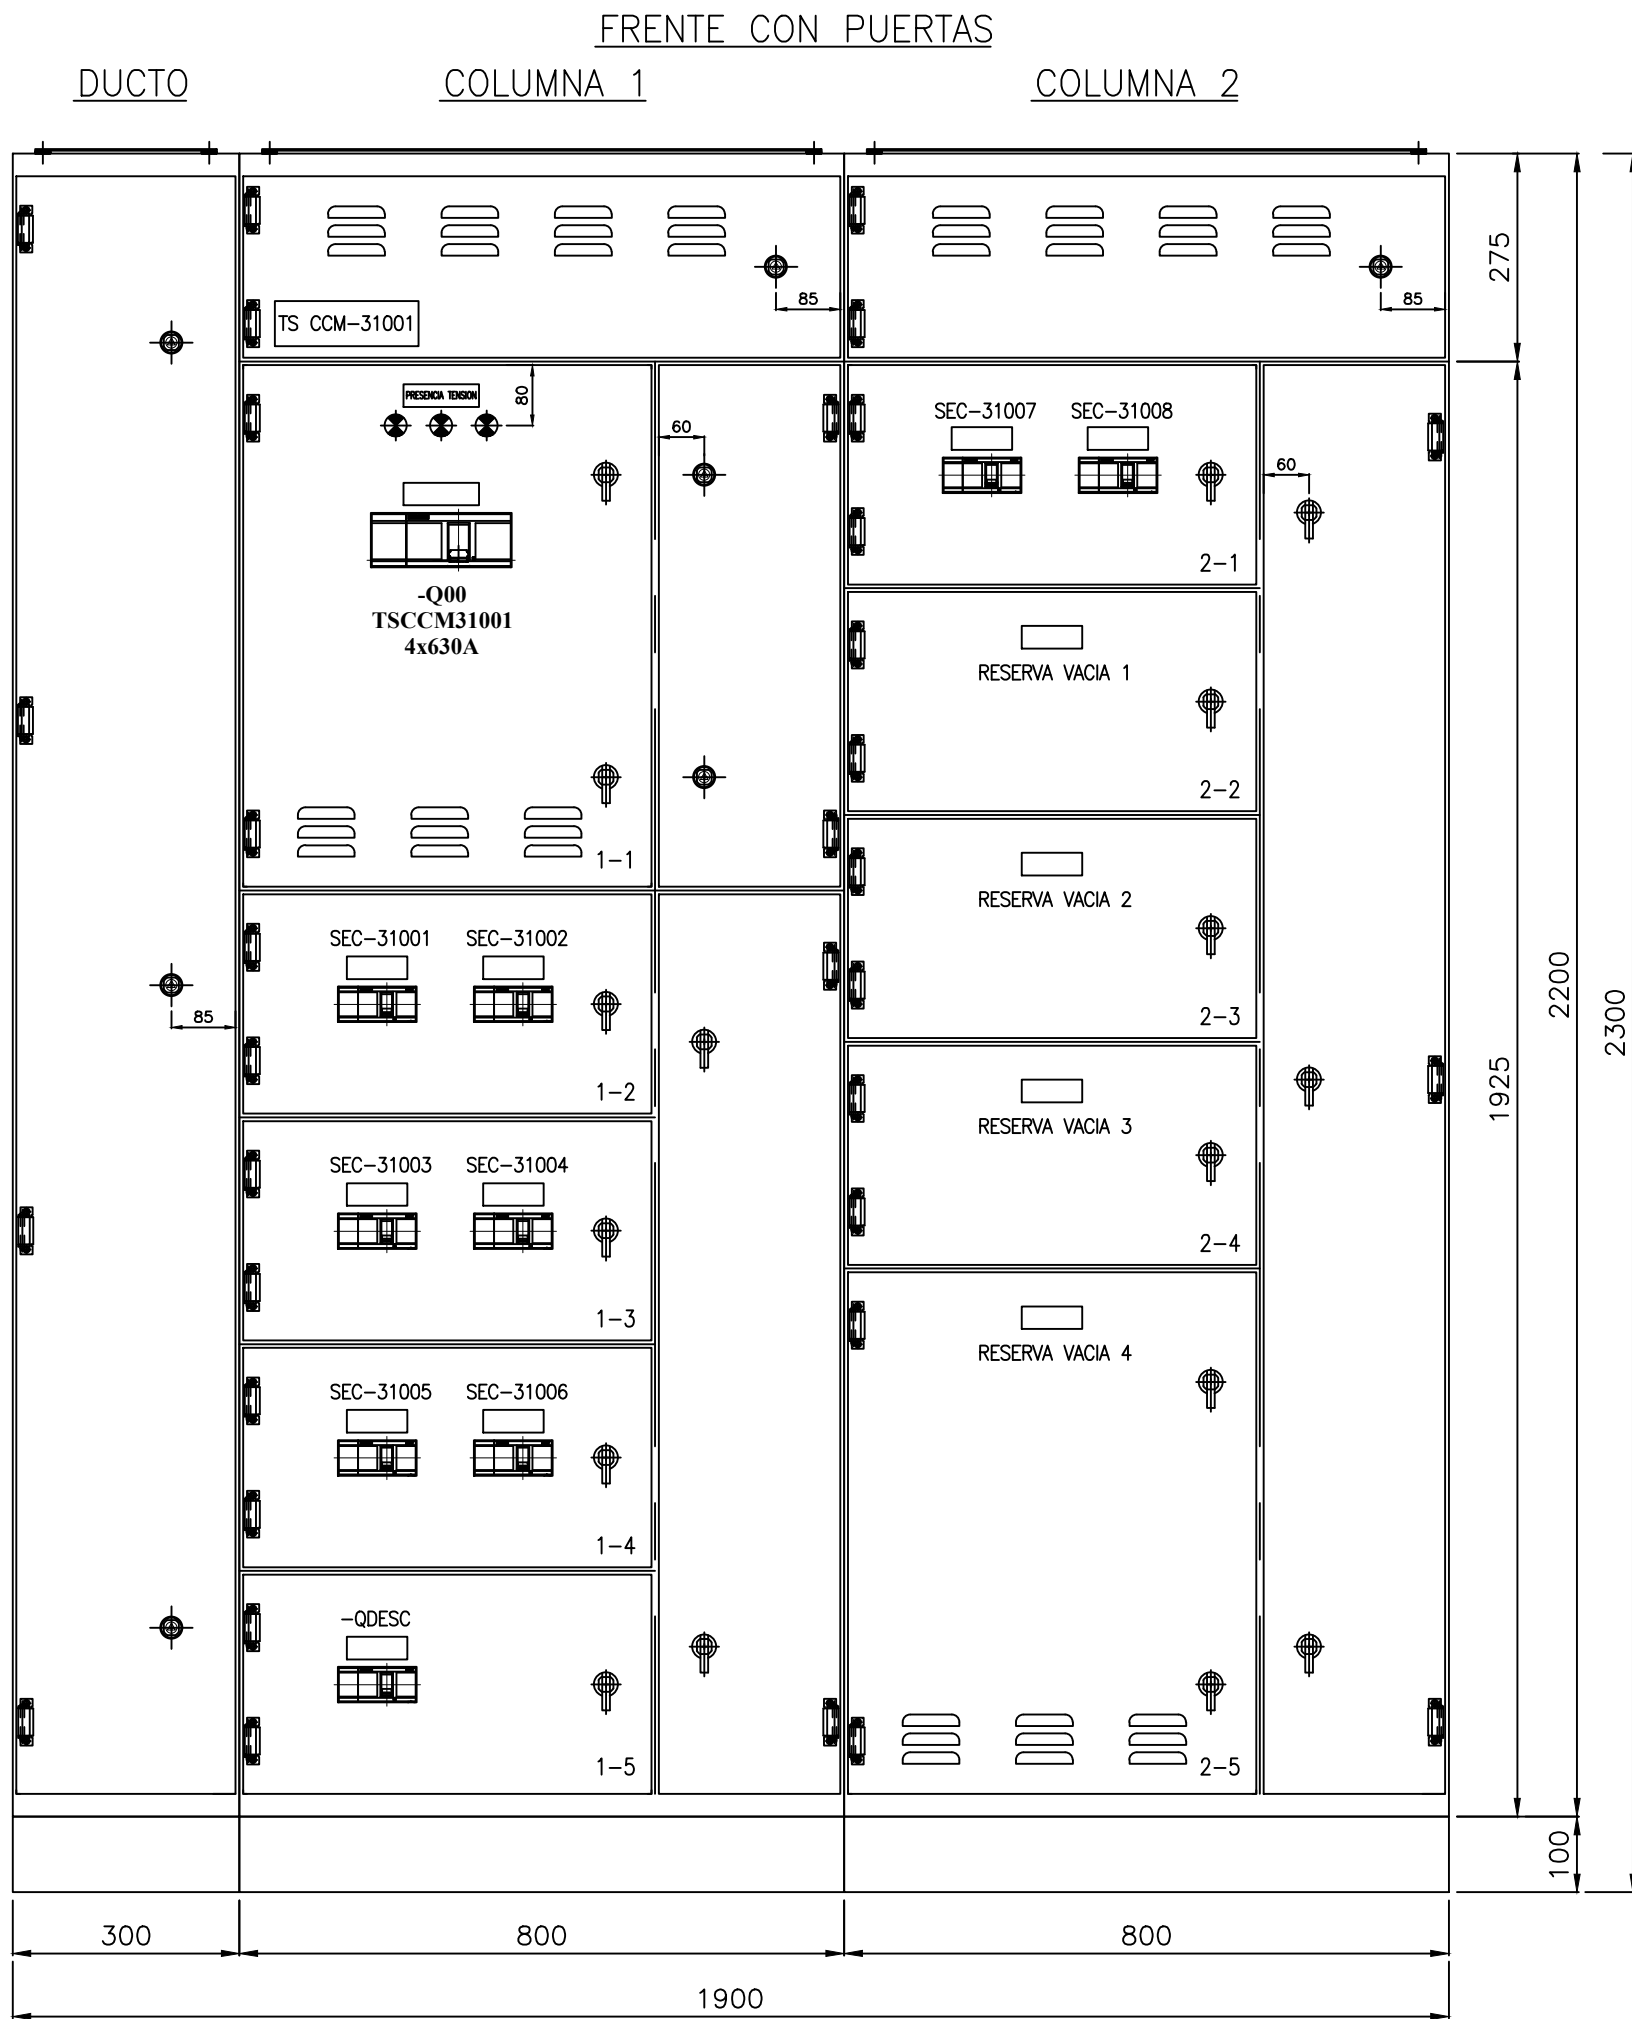 FRENTE CON PUERTAS
DUCTO
COLUMNA 1
COLUMNA 2
TS CCM-31001
85
85
275
PRESENCIA TENSION
80
60
-Q00
TSCCM31001
4x630A
1-1
SEC-31007 SEC-31008
60
2-1
RESERVA VACIA 1
2-2
RESERVA VACIA 2
2-3
RESERVA VACIA 3
2-4
RESERVA VACIA 4
2-5
SEC-31001 SEC-31002
1-2
85
SEC-31003 SEC-31004
1-3
SEC-31005 SEC-31006
1-4
-QDESC
1-5
1925
2200
2300
100
300
800
800
1900